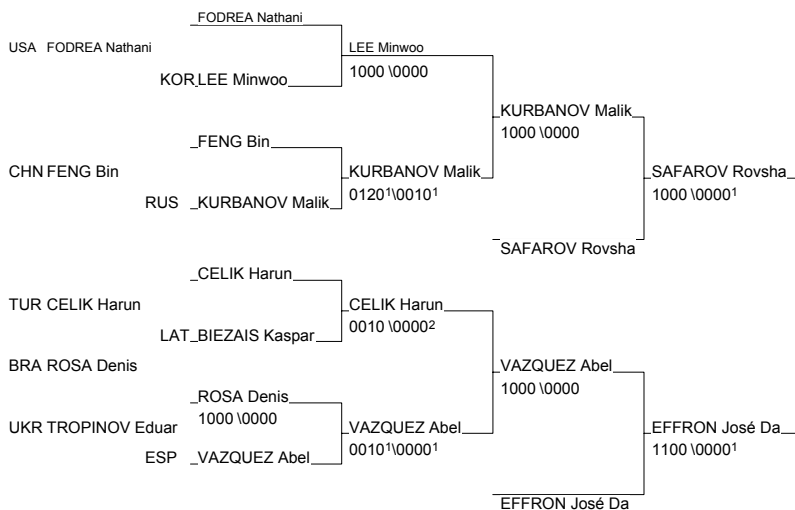 FODREA Nathani
USA FODREA Nathani
LEE Minwoo
1000 \0000
KOR LEE Minwoo
KURBANOV Malik
1000 \0000
FENG Bin
CHN FENG Bin
KURBANOV Malik
0120¹\0010¹
SAFAROV Rovsha
1000 \0000¹
RUS KURBANOV Malik
SAFAROV Rovsha
CELIK Harun
TUR CELIK Harun
CELIK Harun
0010 \0000²
LAT BIEZAIS Kaspar
BRA ROSA Denis
VAZQUEZ Abel
1000 \0000
ROSA Denis
1000 \0000
UKR TROPINOV Eduar
VAZQUEZ Abel
0010¹\0000¹
EFFRON José Da
1100 \0000¹
ESP VAZQUEZ Abel
EFFRON José Da